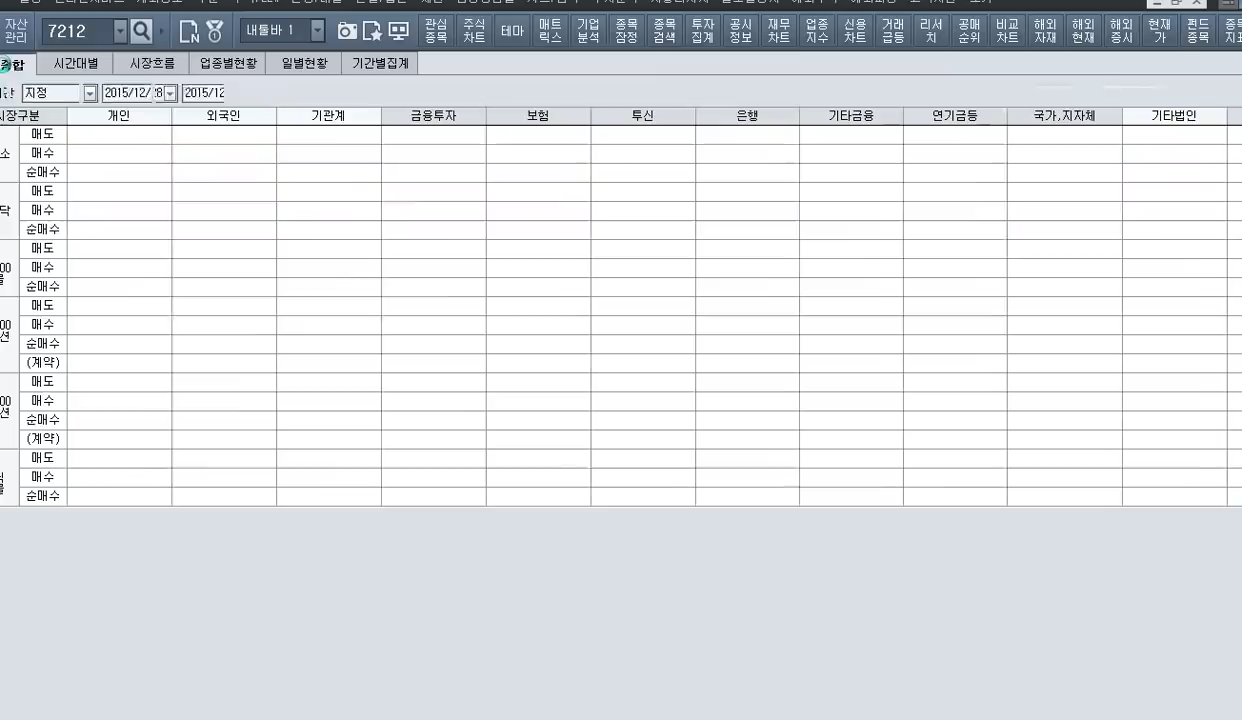 자산 관리 7212 내툴바 1 관심 종목 주식 차트 테마 매트 릭스 기업 분석 종목 잠정 종목 검색 투자 집계 공시 정보 재무 차트 업종 지수 신용 차트 거래 급등 리서 치 공매 순위 비교 차트 해외 자재 해외 현재 해외 증시 현재 가 펀드 종목
종합 시간대별 시장흐름 업종별현황 일별현황 기간별집계
지정 2015/12/ 8 2015/12
시장구분 개인 외국인 기관계 금융투자 보험 투신 은행 기타금융 연기금등 국가,지자체 기타법인
매도
소 매수
순매수
매도
닥 매수
순매수
매도
00 매수
순매수
매도
00 매수
션 순매수
(계약)
매도
00 매수
션 순매수
(계약)
매도
매수
순매수